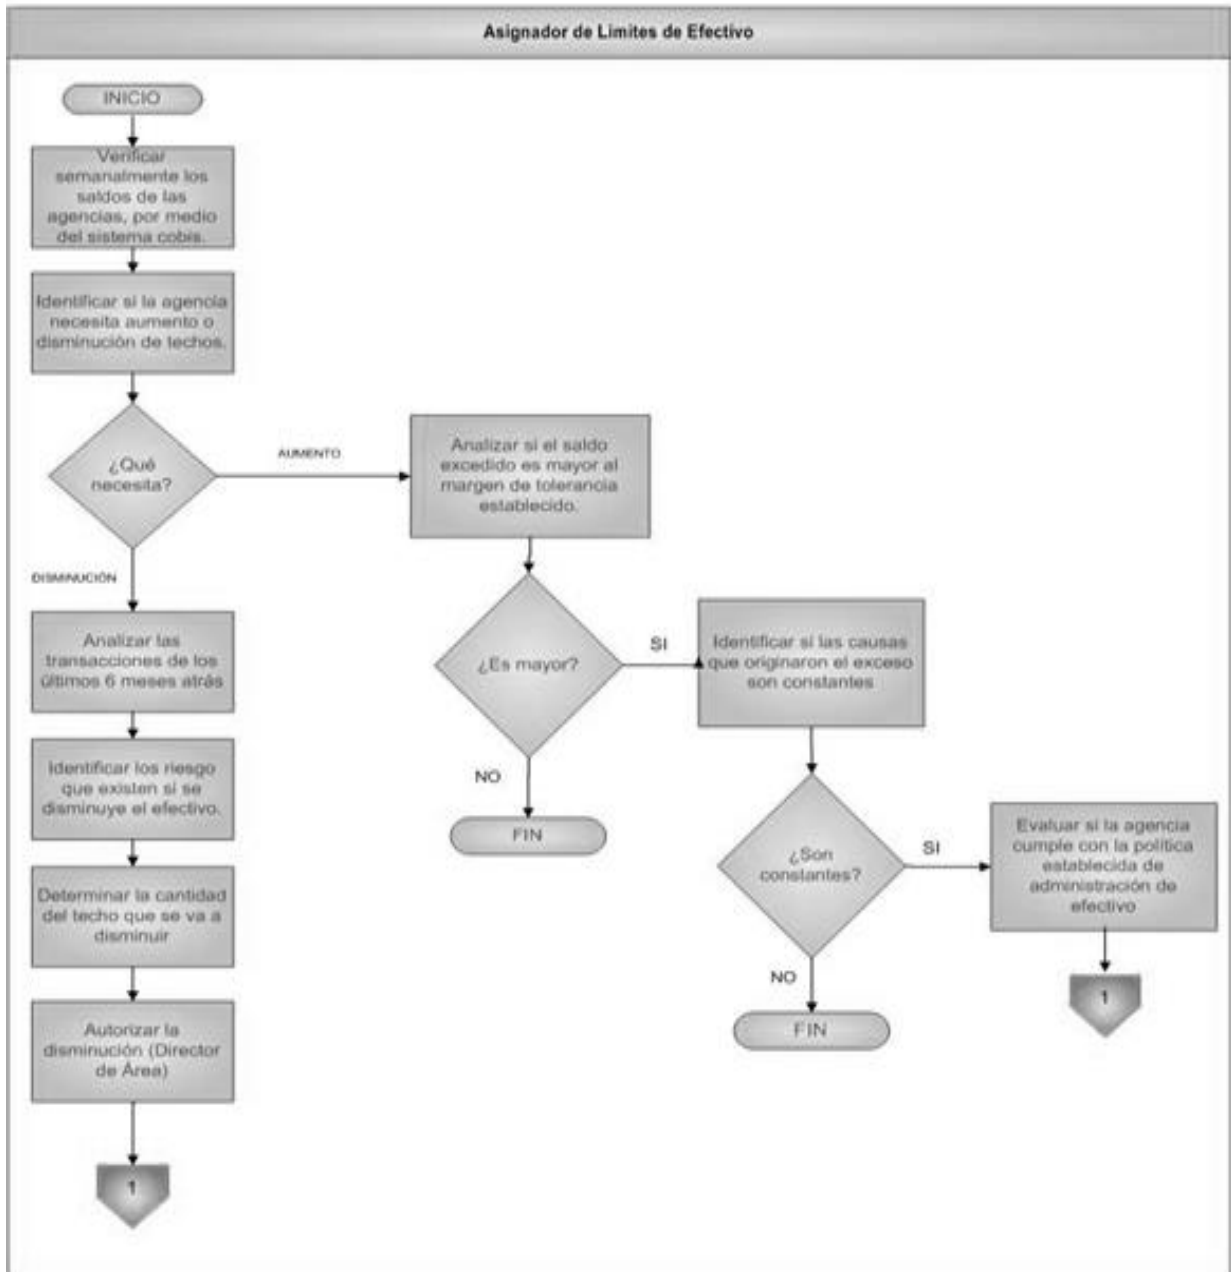 Asignador de Limites de Efectivo
INICIO
Verificar
semanalmente los
saldos de las
agencias, por medio
del sistema cobis.
Identificar si la agencia
necesita aumento o
disminución de techos.
¿Qué
necesita?
AUMENTO
Analizar si el saldo
excedido es mayor al
margen de tolerancia
establecido.
DISMINUCIÓN
Analizar las
transacciones de los
últimos 6 meses atrás
¿Es mayor?
SI
Identificar si las causas
que originaron el exceso
son constantes
Identificar los riesgo
que existen si se
disminuye el efectivo.
NO
FIN
¿Son
constantes?
SI
Evaluar si la agencia
cumple con la política
establecida de
administración de
efectivo
Determinar la cantidad
del techo que se va a
disminuir
NO
FIN
1
Autorizar la
disminución (Director
de Área)
1